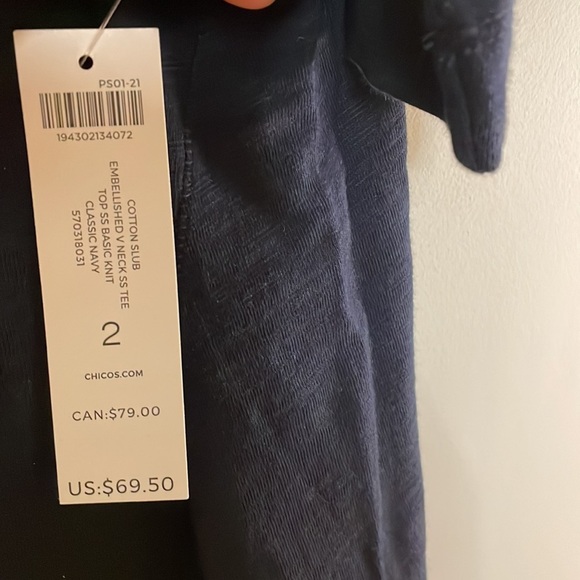 PS01-21
194302134072
COTTON SLUB
EMBELLISHED V NECK SS TEE
TOP SS BASIC KNIT
CLASSIC NAVY
570318031
2
CHICOS.COM
CAN:$79.00
US:$69.50